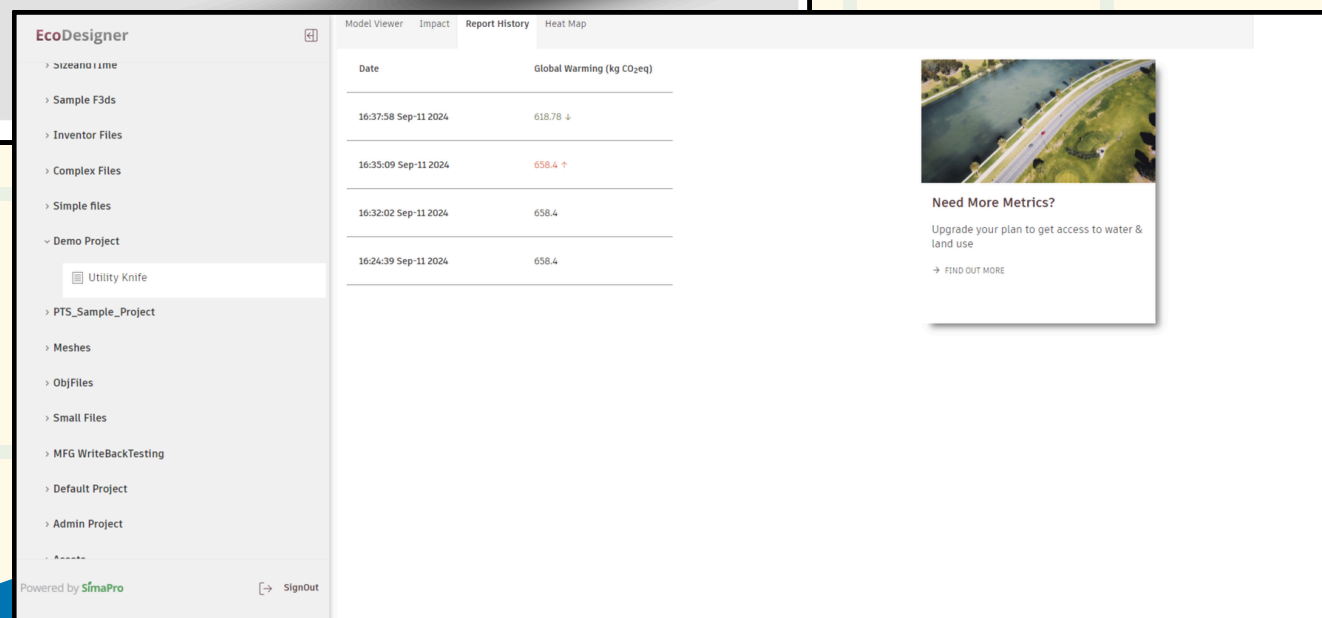 EcoDesigner
SizeandTime
Sample F3ds
Inventor Files
Complex Files
Simple files
Demo Project
Utility Knife
PTS_Sample_Project
Meshes
ObjFiles
Small Files
MFG WriteBackTesting
Default Project
Admin Project
Assets
Powered by SimaPro
SignOut
Model Viewer Impact Report History Heat Map
Date Global Warming (kg CO₂eq)
16:37:58 Sep-11 2024 618.78 ↓
16:35:09 Sep-11 2024 658.4 ↑
16:32:02 Sep-11 2024 658.4
16:24:39 Sep-11 2024 658.4
Need More Metrics?
Upgrade your plan to get access to water &
land use
→ FIND OUT MORE